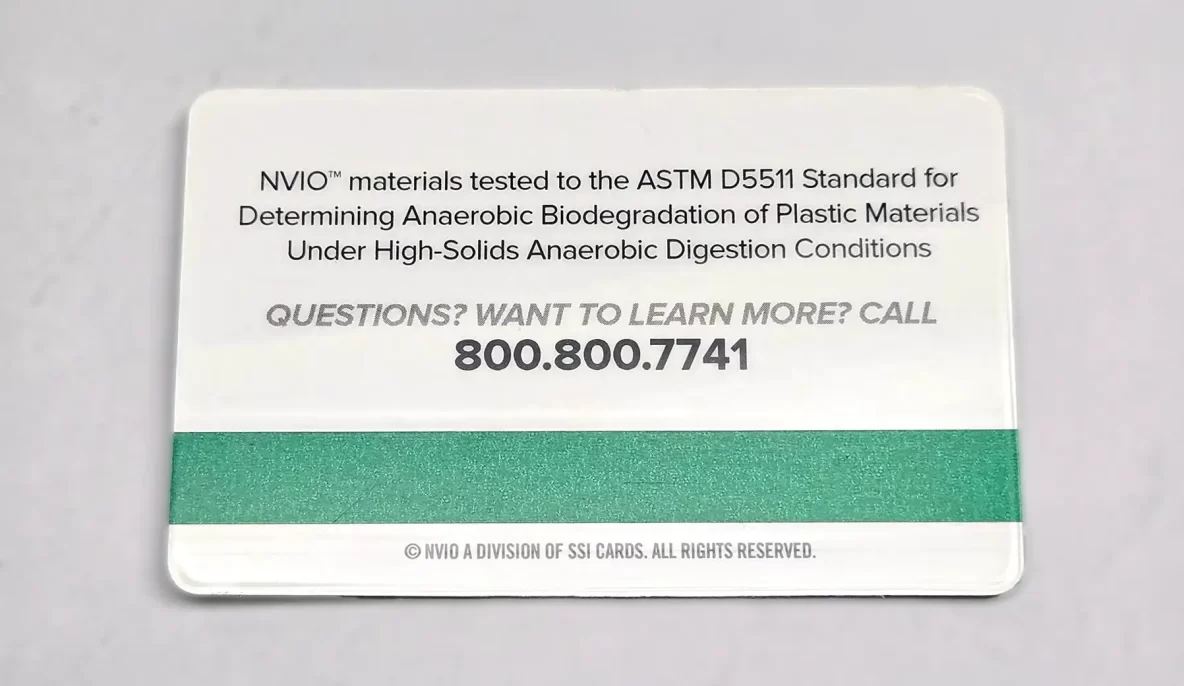 NVIO™ materials tested to the ASTM D5511 Standard for
Determining Anaerobic Biodegradation of Plastic Materials
Under High-Solids Anaerobic Digestion Conditions
QUESTIONS? WANT TO LEARN MORE? CALL
800.800.7741
© NVIO A DIVISION OF SSI CARDS. ALL RIGHTS RESERVED.